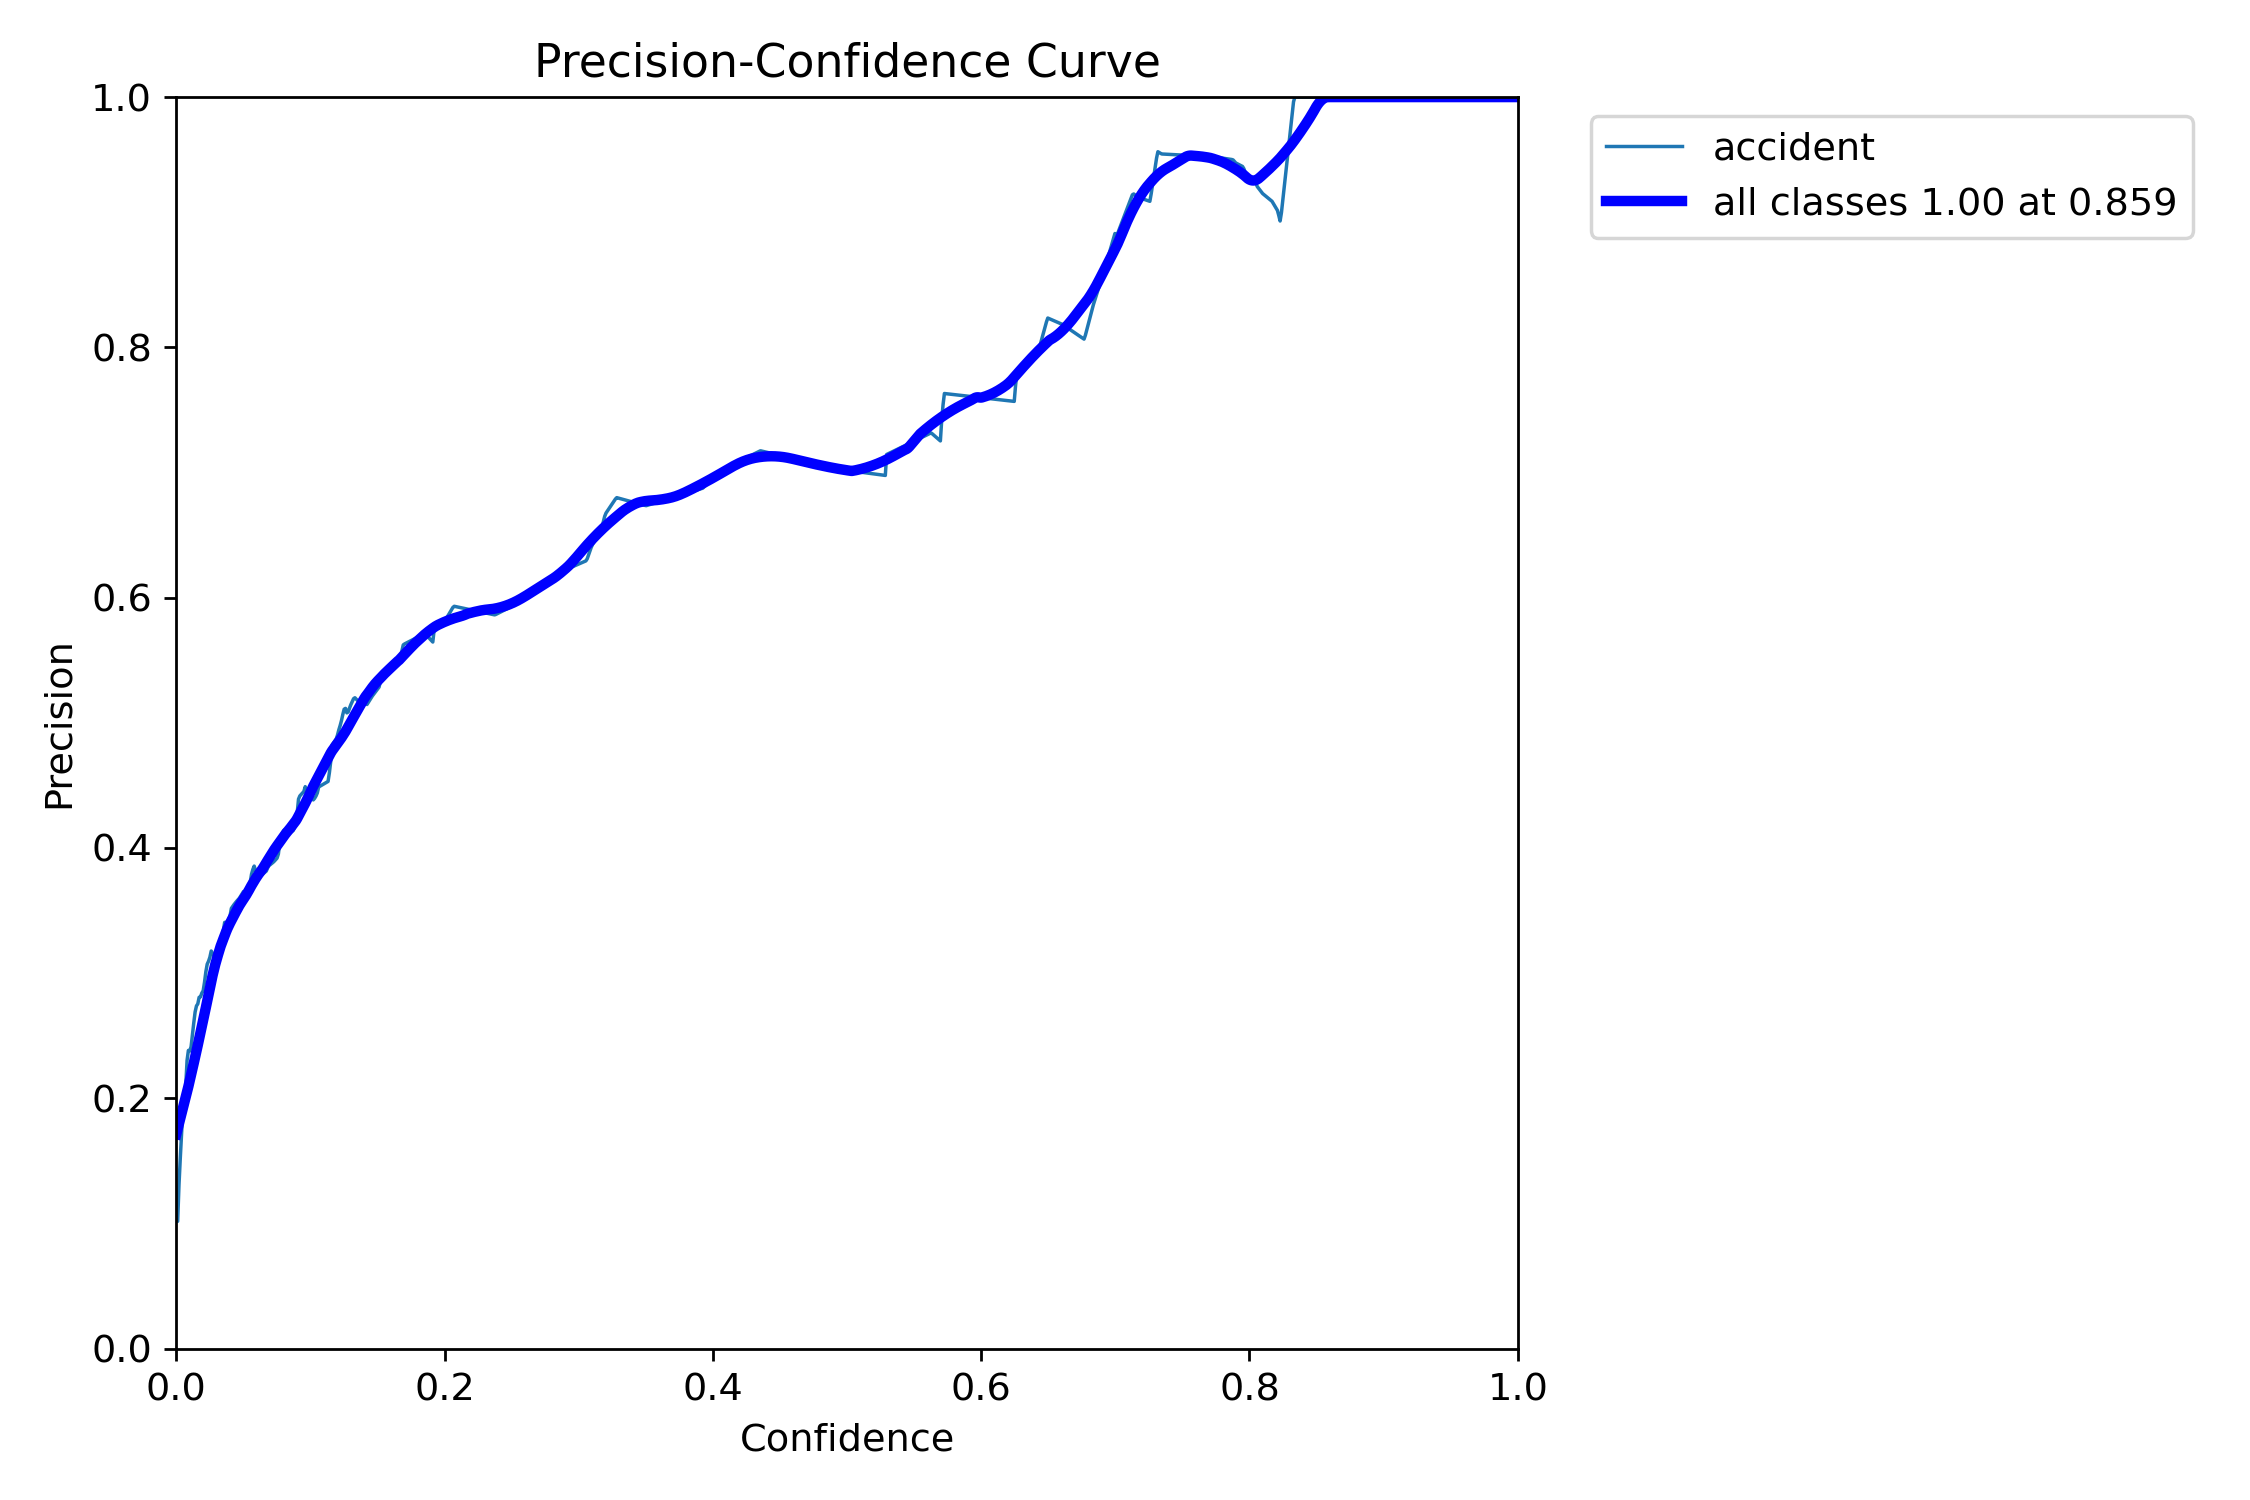 Precision-Confidence Curve
1.0
0.8
0.6
0.4
0.2
0.0
Precision
0.0 0.2 0.4 0.6 0.8 1.0
Confidence
accident
all classes 1.00 at 0.859